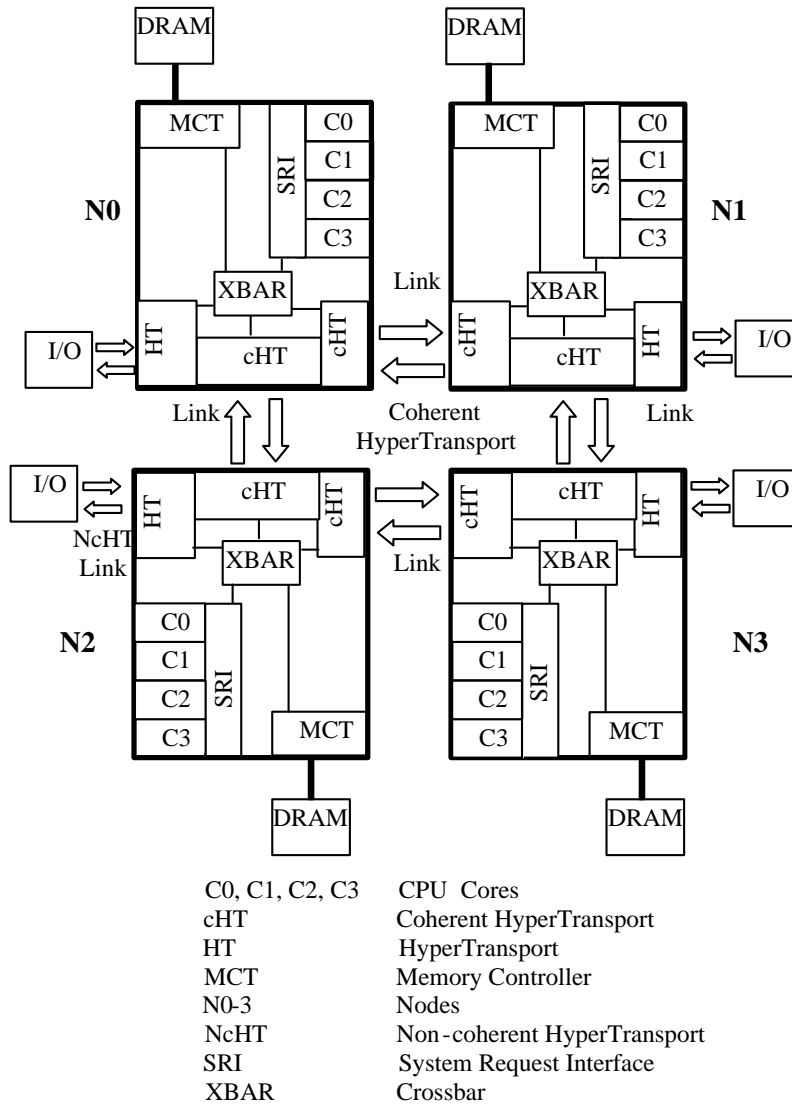 DRAM
DRAM
MCT
SRI
C0
C1
C2
C3
N0
XBAR
HT
cHT
cHT
I/O
MCT
SRI
C0
C1
C2
C3
N1
XBAR
cHT
cHT
HT
I/O
Link
Link
Coherent
HyperTransport
Link
I/O
NcHT
Link
HT
cHT
cHT
XBAR
N2
C0
C1
C2
C3
SRI
MCT
DRAM
Link
cHT
cHT
HT
I/O
XBAR
C0
C1
C2
C3
SRI
MCT
N3
DRAM
C0, C1, C2, C3 CPU Cores
cHT Coherent HyperTransport
HT HyperTransport
MCT Memory Controller
N0-3 Nodes
NcHT Non-coherent HyperTransport
SRI System Request Interface
XBAR Crossbar